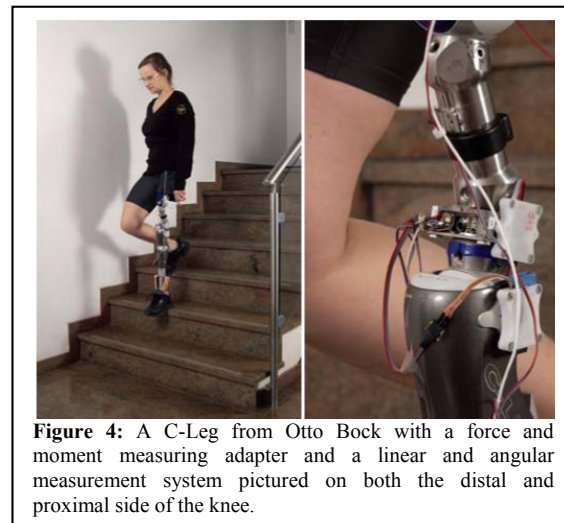 Figure 4: A C-Leg from Otto Bock with a force and
moment measuring adapter and a linear and angular
measurement system pictured on both the distal and
proximal side of the knee.